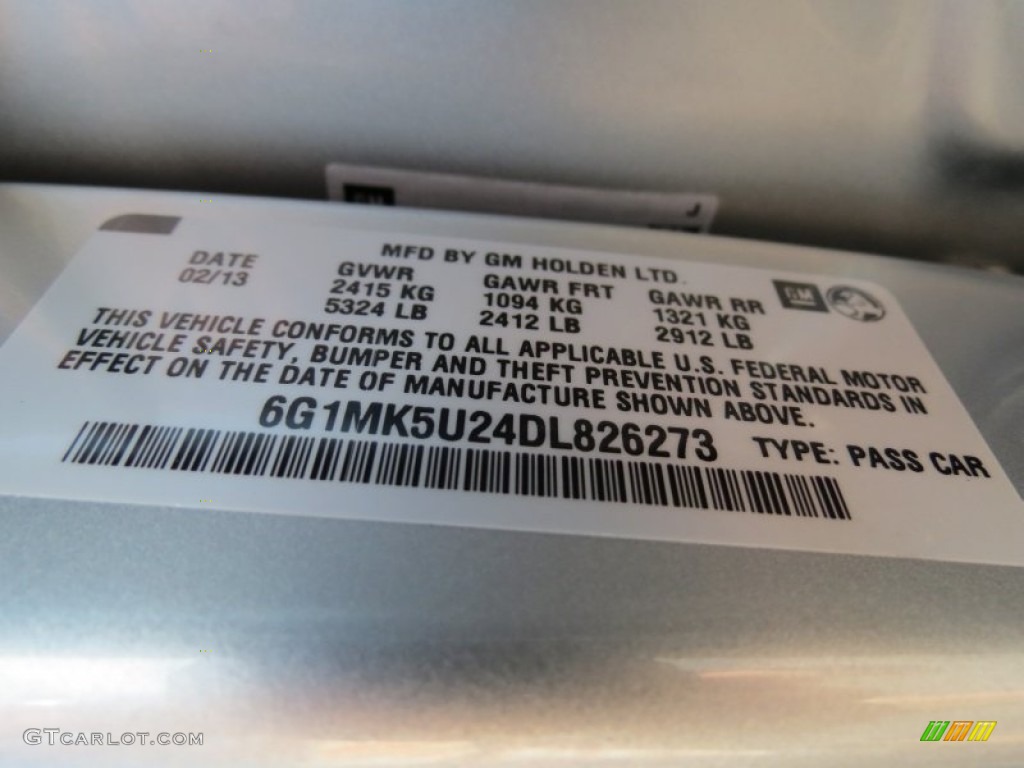 GM
J
MFD BY GM HOLDEN LTD.
DATE GVWR GAWR FRT GAWR RR GM
02/13 2415 KG 1094 KG 1321 KG
5324 LB 2412 LB 2912 LB
THIS VEHICLE CONFORMS TO ALL APPLICABLE U.S. FEDERAL MOTOR
VEHICLE SAFETY, BUMPER AND THEFT PREVENTION STANDARDS IN
EFFECT ON THE DATE OF MANUFACTURE SHOWN ABOVE.
6G1MK5U24DL826273 TYPE: PASS CAR
GTCARLOT.COM